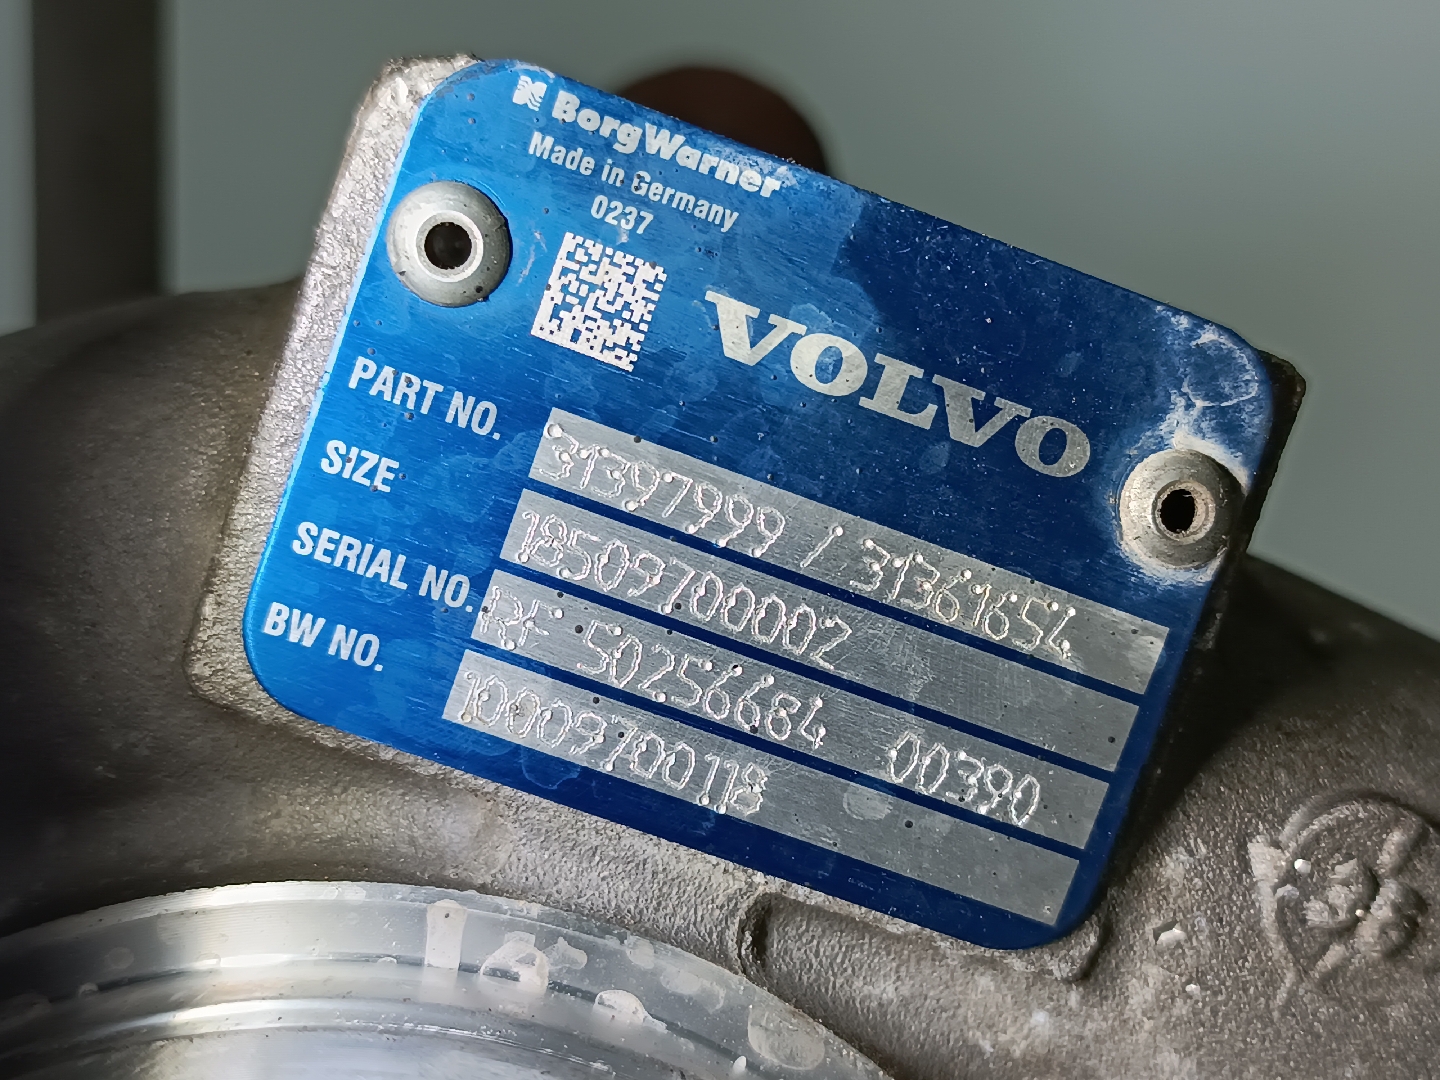 BorgWarner
Made in Germany
0237
VOLVO
PART NO. 31397999 / 31361654
SIZE 18509700002
SERIAL NO. RF 50256684 00390
BW NO. 10009700118